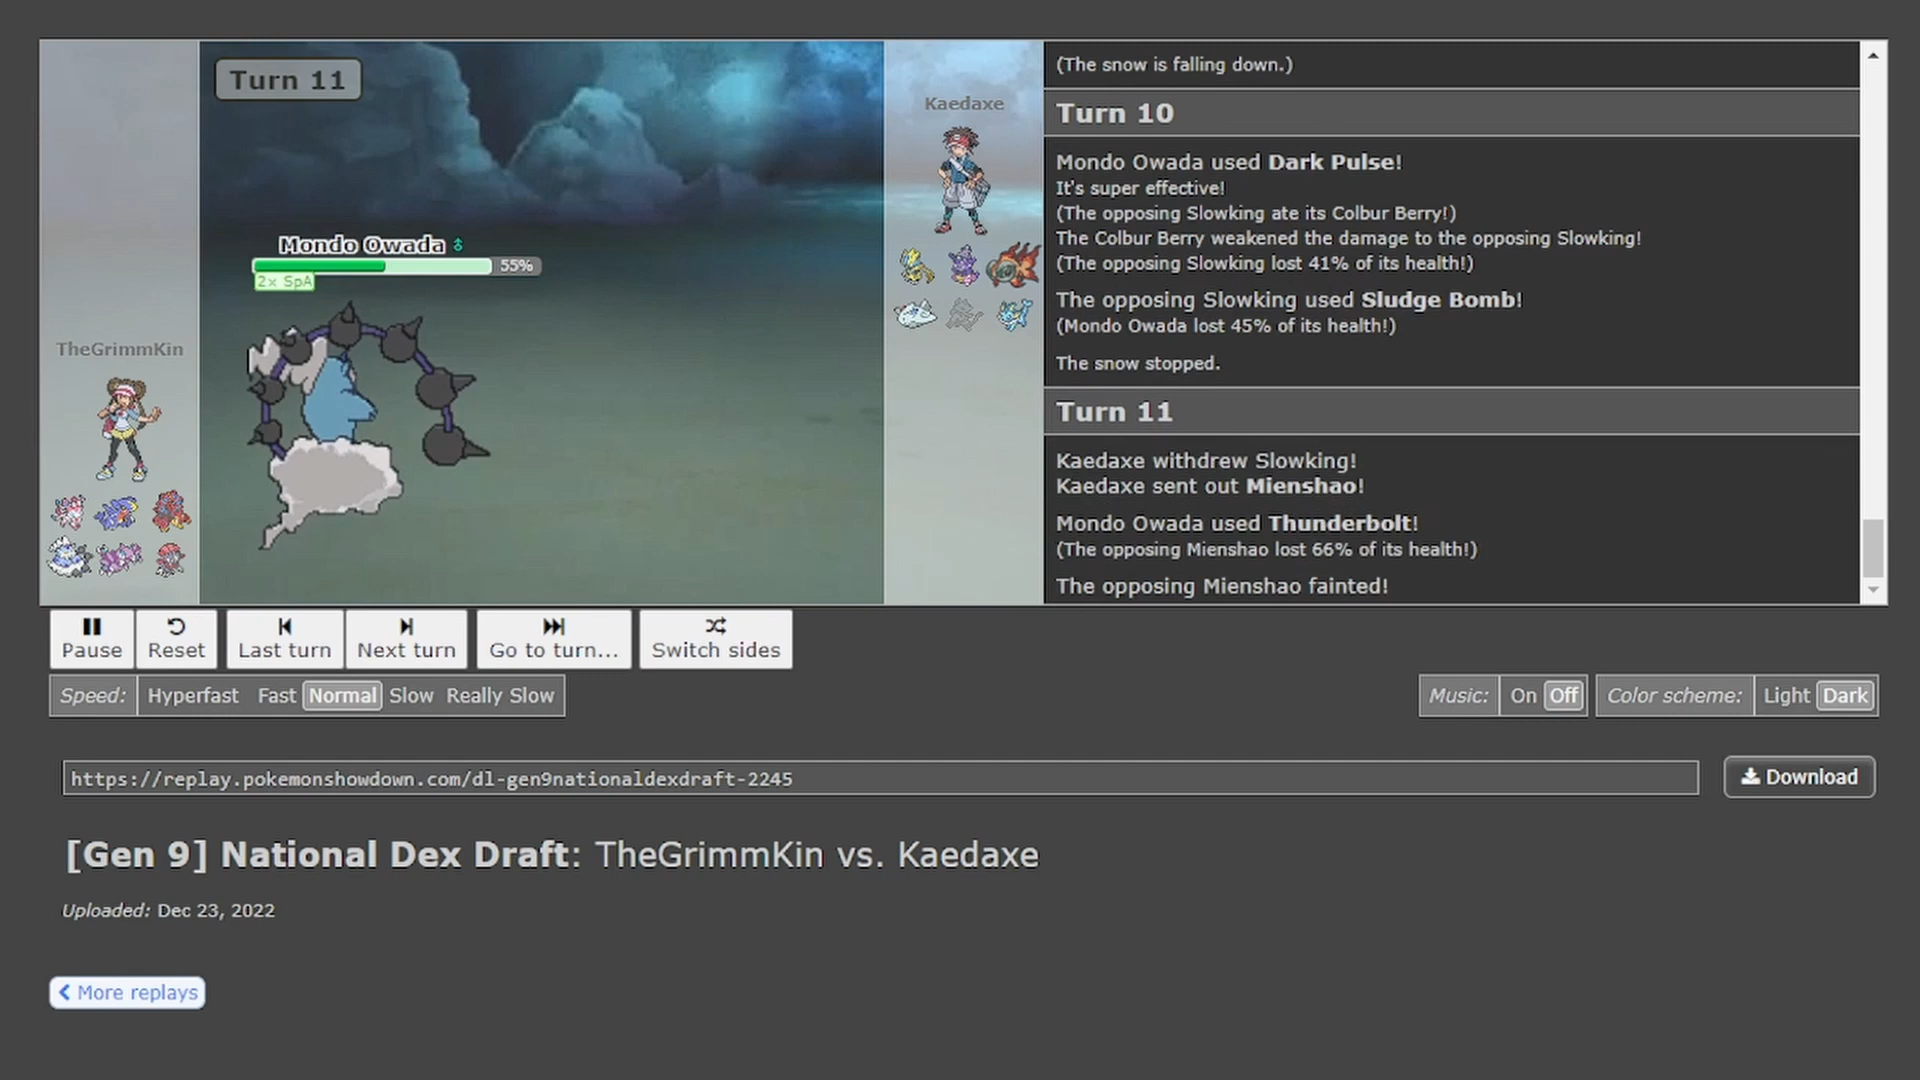 Turn 11
Mondo Owada
55%
2x SpA
TheGrimmKin
Kaedaxe
(The snow is falling down.)
Turn 10
Mondo Owada used Dark Pulse!
It's super effective!
(The opposing Slowking ate its Colbur Berry!)
The Colbur Berry weakened the damage to the opposing Slowking!
(The opposing Slowking lost 41% of its health!)
The opposing Slowking used Sludge Bomb!
(Mondo Owada lost 45% of its health!)
The snow stopped.
Turn 11
Kaedaxe withdrew Slowking!
Kaedaxe sent out Mienshao!
Mondo Owada used Thunderbolt!
(The opposing Mienshao lost 66% of its health!)
The opposing Mienshao fainted!
Pause Reset Last turn Next turn Go to turn... Switch sides
Speed: Hyperfast Fast Normal Slow Really Slow
Music: On Off Color scheme: Light Dark
https://replay.pokemonshowdown.com/dl-gen9nationaldexdraft-2245
Download
[Gen 9] National Dex Draft: TheGrimmKin vs. Kaedaxe
Uploaded: Dec 23, 2022
More replays